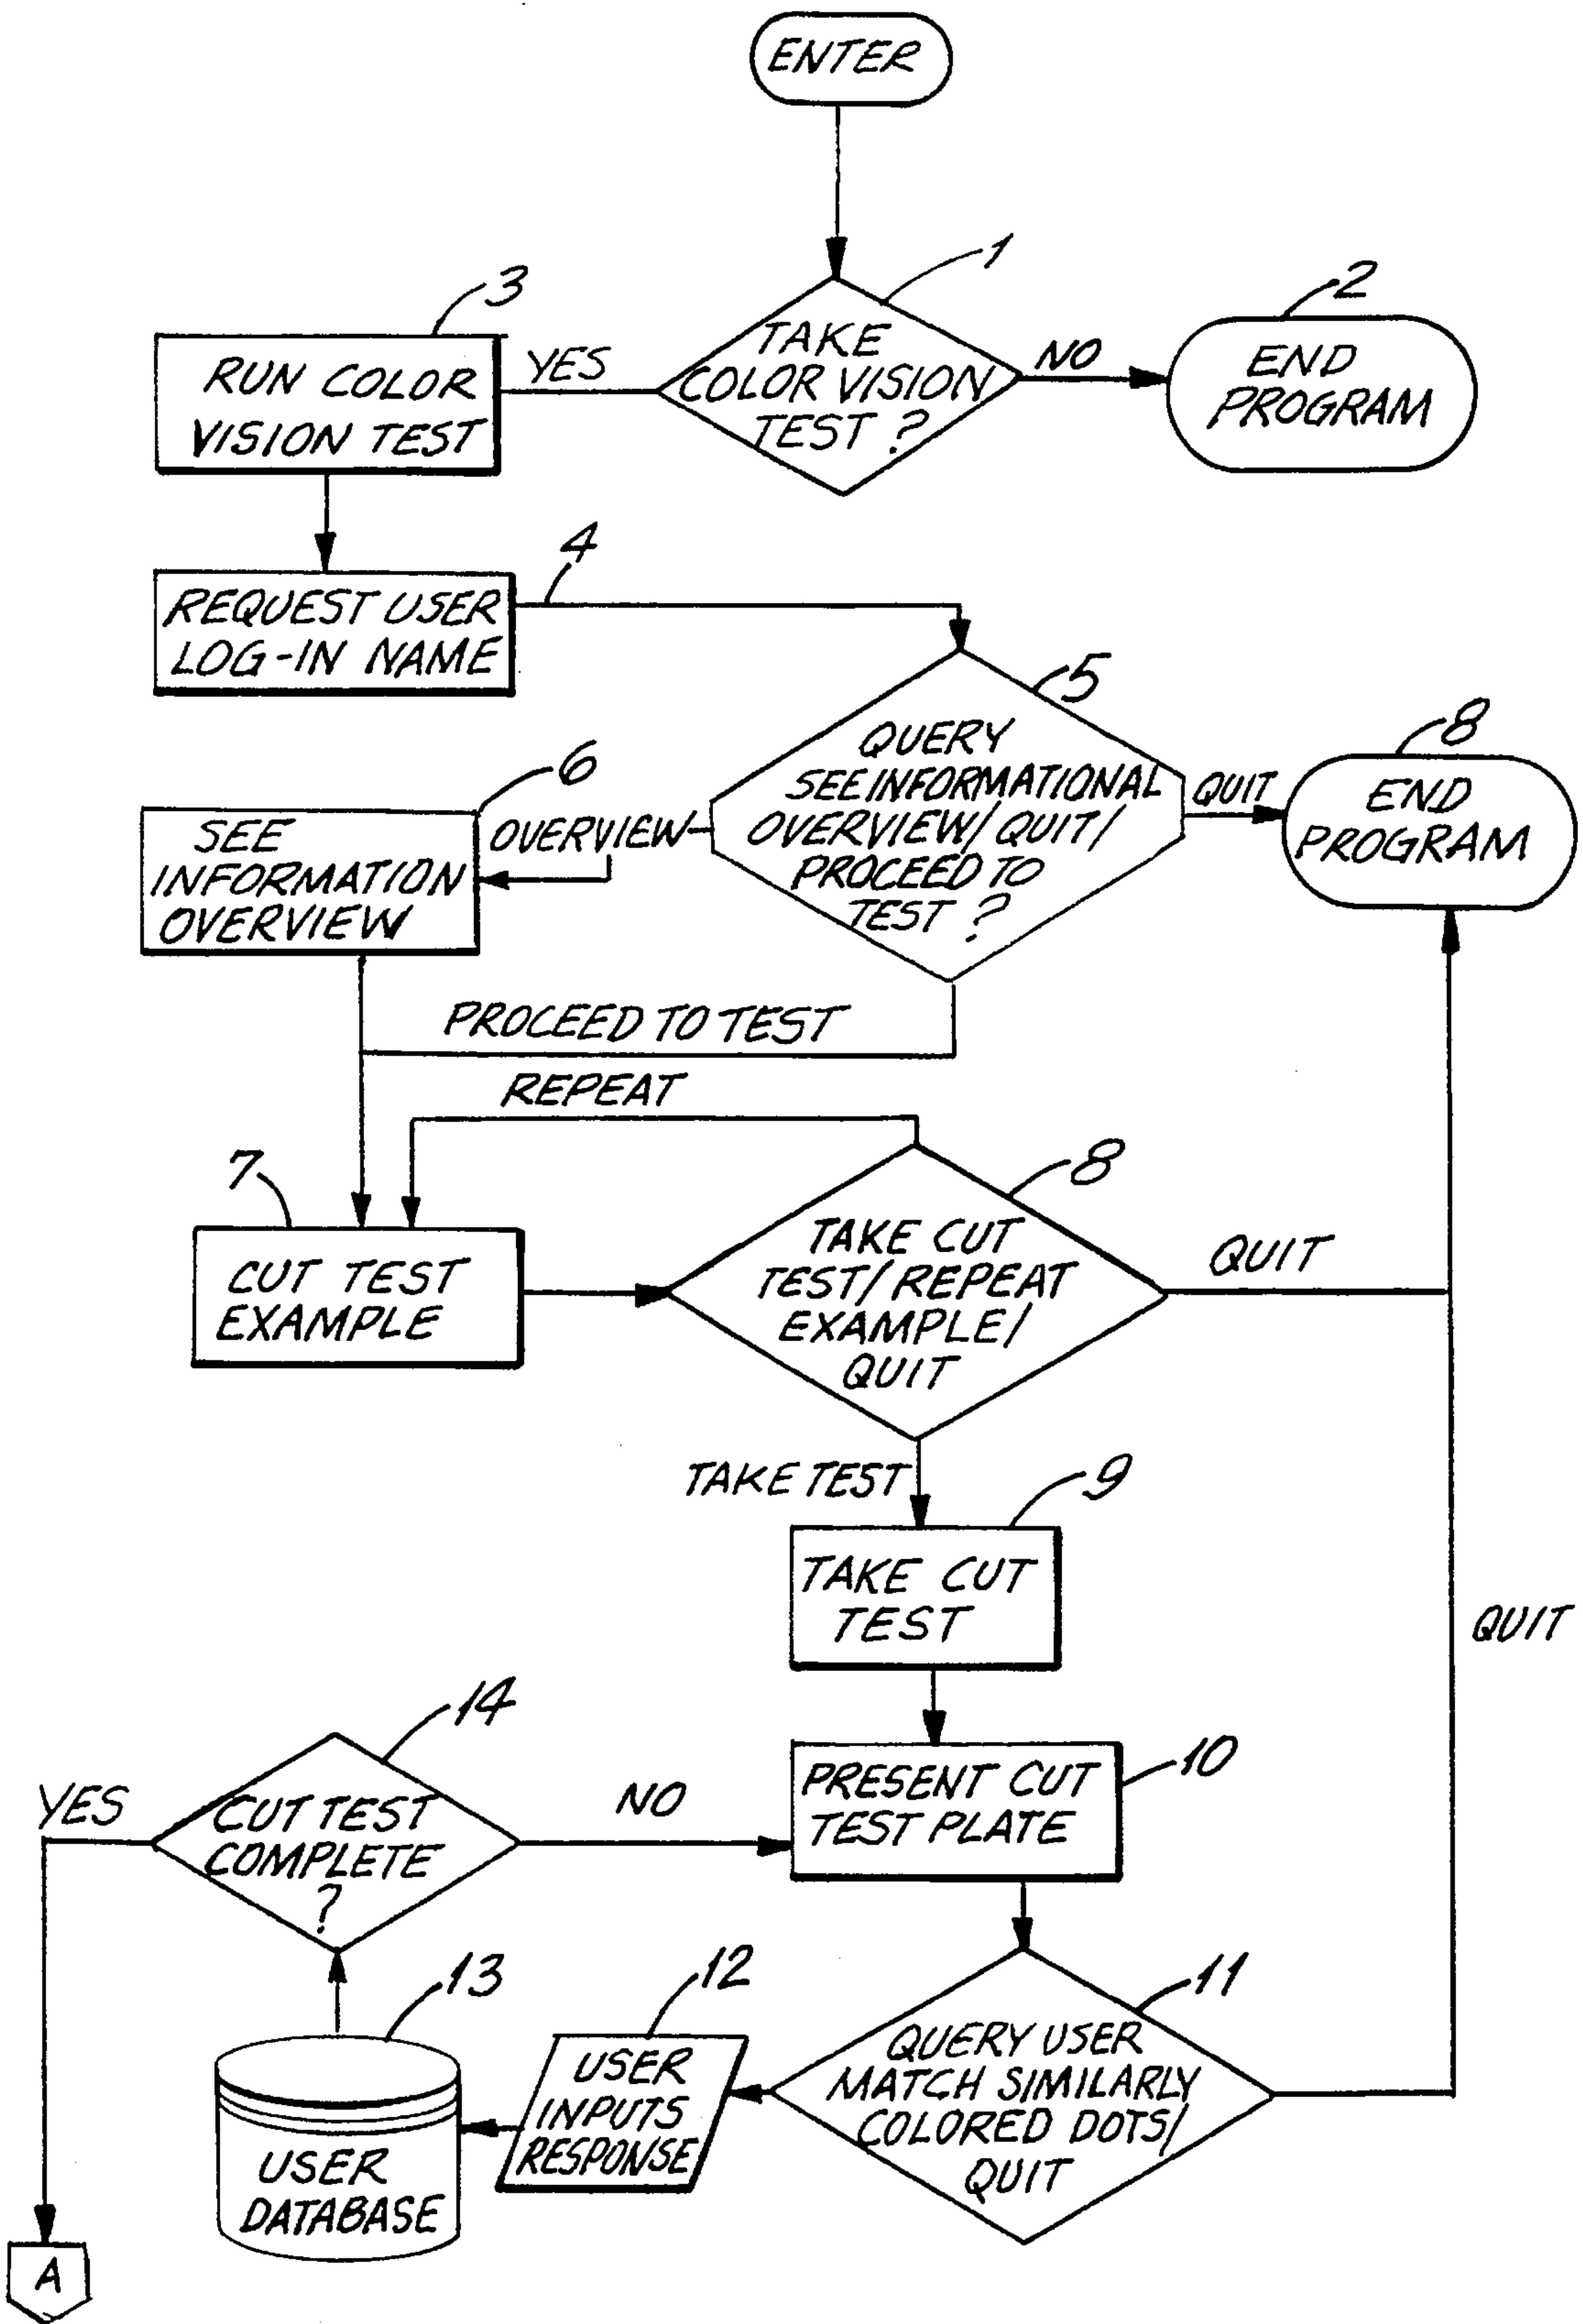 ENTER
1
TAKE
COLOR VISION
TEST ?
NO
2
END
PROGRAM
YES
3
RUN COLOR
VISION TEST
4
REQUEST USER
LOG-IN NAME
5
QUERY
SEE INFORMATIONAL
OVERVIEW/ QUIT/
PROCEED TO
TEST ?
QUIT
8
END
PROGRAM
OVERVIEW
6
SEE
INFORMATION
OVERVIEW
PROCEED TO TEST
REPEAT
7
CUT TEST
EXAMPLE
8
TAKE CUT
TEST/ REPEAT
EXAMPLE/
QUIT
QUIT
TAKE TEST
9
TAKE CUT
TEST
QUIT
10
PRESENT CUT
TEST PLATE
11
QUERY USER
MATCH SIMILARLY
COLORED DOTS/
QUIT
12
USER
INPUTS
RESPONSE
13
USER
DATABASE
14
CUT TEST
COMPLETE
?
NO
YES
A